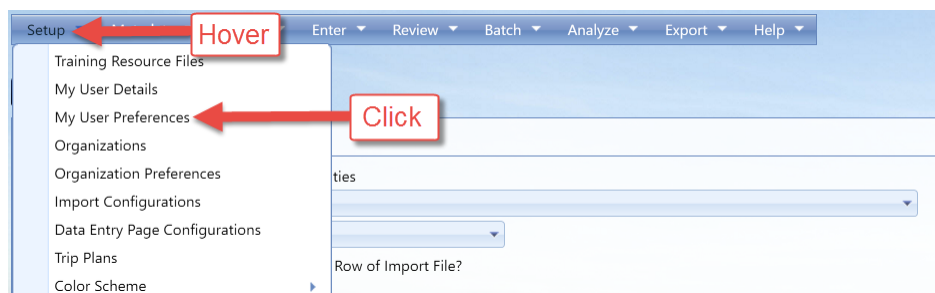 Setup Hover Enter Review Batch Analyze Export Help
Training Resource Files
My User Details
My User Preferences Click
Organizations
Organization Preferences ties
Import Configurations
Data Entry Page Configurations
Trip Plans Row of Import File?
Color Scheme